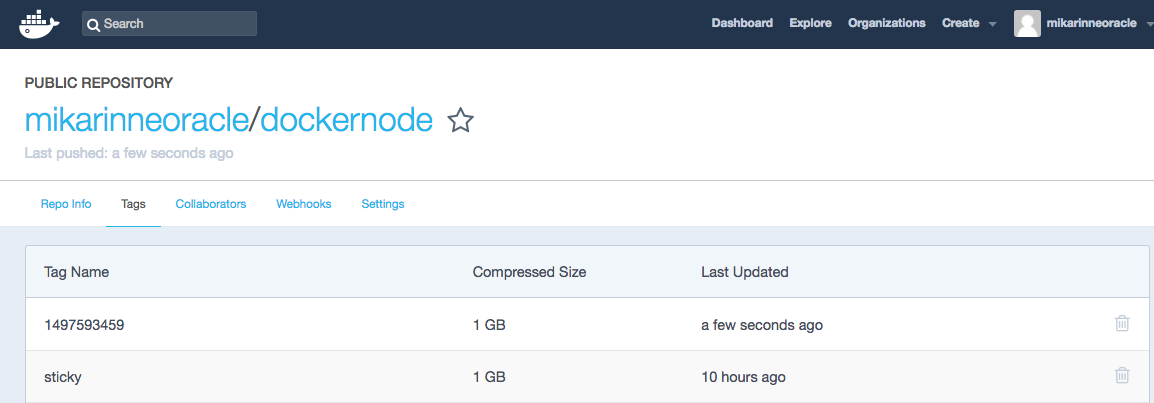 Search Dashboard Explore Organizations Create mikarinneoracle
PUBLIC REPOSITORY
mikarinneoracle/dockernode
Last pushed: a few seconds ago
Repo Info Tags Collaborators Webhooks Settings
Tag Name Compressed Size Last Updated
1497593459 1 GB a few seconds ago
sticky 1 GB 10 hours ago